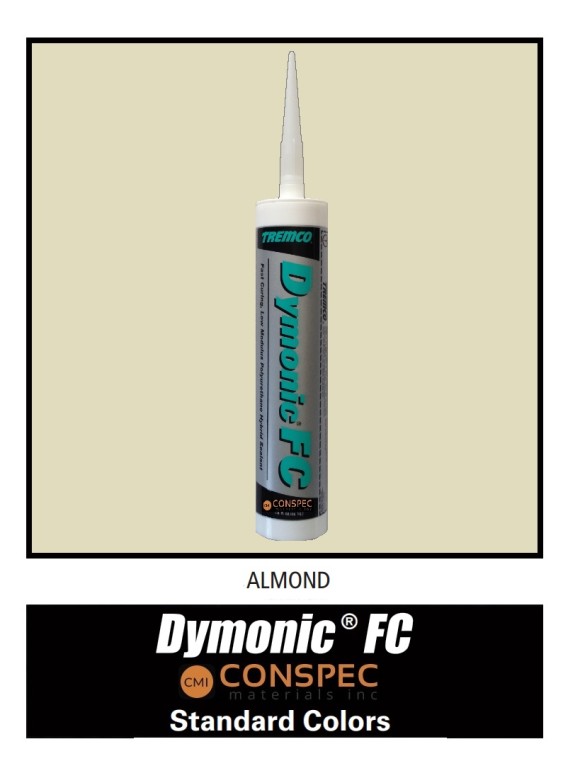 TREMCO
Dymonic® FC
Fast Curing, Low Modulus Polyurethane Hybrid Sealant
TREMCO
CONSPEC
ALMOND
Dymonic® FC
CMI CONSPEC
materials inc
Standard Colors